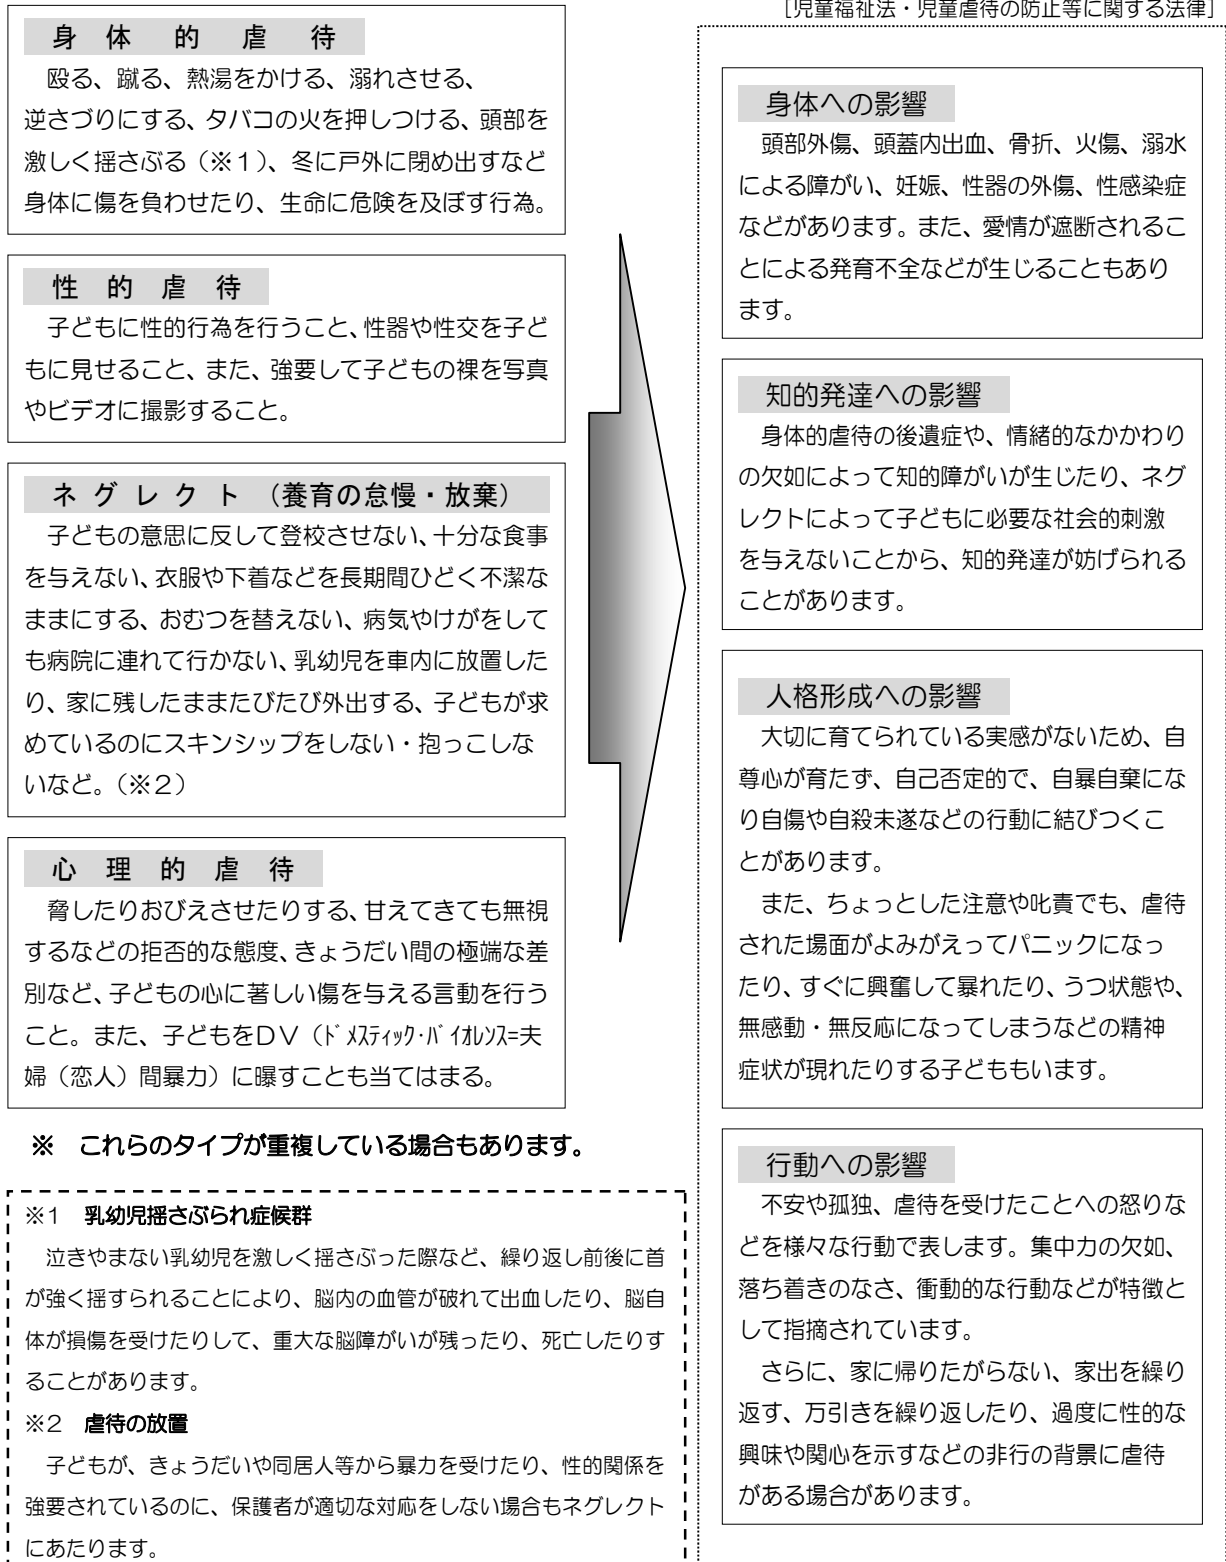 [児童福祉法・児童虐待の防止等に関する法律]
身体的虐待
殴る、蹴る、熱湯をかける、溺れさせる、
逆さづりにする、タバコの火を押しつける、頭部を
激しく揺さぶる(※1)、冬に戸外に閉め出すなど
身体に傷を負わせたり、生命に危険を及ぼす行為。
性的虐待
子どもに性的行為を行うこと、性器や性交を子ど
もに見せること、また、強要して子どもの裸を写真
やビデオに撮影すること。
ネグレクト(養育の怠慢・放棄)
子どもの意思に反して登校させない、十分な食事
を与えない、衣服や下着などを長期間ひどく不潔な
ままにする、おむつを替えない、病気やけがをして
も病院に連れて行かない、乳幼児を車内に放置した
り、家に残したままたびたび外出する、子どもが求
めているのにスキンシップをしない・抱っこしな
いなど。(※2)
心理的虐待
脅したりおびえさせたりする、甘えてきても無視
するなどの拒否的な態度、きょうだい間の極端な差
別など、子どもの心に著しい傷を与える言動を行う
こと。また、子どもをDV(ドメスティック・バイオレンス=夫
婦(恋人)間暴力)に曝すことも当てはまる。
※ これらのタイプが重複している場合もあります。
※1 乳幼児揺さぶられ症候群
泣きやまない乳幼児を激しく揺さぶった際など、繰り返し前後に首
が強く揺すられることにより、脳内の血管が破れて出血したり、脳自
体が損傷を受けたりして、重大な脳障がいが残ったり、死亡したりす
ることがあります。
※2 虐待の放置
子どもが、きょうだいや同居人等から暴力を受けたり、性的関係を
強要されているのに、保護者が適切な対応をしない場合もネグレクト
にあたります。
身体への影響
頭部外傷、頭蓋内出血、骨折、火傷、溺水
による障がい、妊娠、性器の外傷、性感染症
などがあります。また、愛情が遮断されるこ
とによる発育不全などが生じることもあり
ます。
知的発達への影響
身体的虐待の後遺症や、情緒的なかかわり
の欠如によって知的障がいが生じたり、ネグ
レクトによって子どもに必要な社会的刺激
を与えないことから、知的発達が妨げられる
ことがあります。
人格形成への影響
大切に育てられている実感がないため、自
尊心が育たず、自己否定的で、自暴自棄にな
り自傷や自殺未遂などの行動に結びつくこ
とがあります。
また、ちょっとした注意や叱責でも、虐待
された場面がよみがえってパニックになっ
たり、すぐに興奮して暴れたり、うつ状態や、
無感動・無反応になってしまうなどの精神
症状が現れたりする子どももいます。
行動への影響
不安や孤独、虐待を受けたことへの怒りな
どを様々な行動で表します。集中力の欠如、
落ち着きのなさ、衝動的な行動などが特徴と
して指摘されています。
さらに、家に帰りたがらない、家出を繰り
返す、万引きを繰り返したり、過度に性的な
興味や関心を示すなどの非行の背景に虐待
がある場合があります。